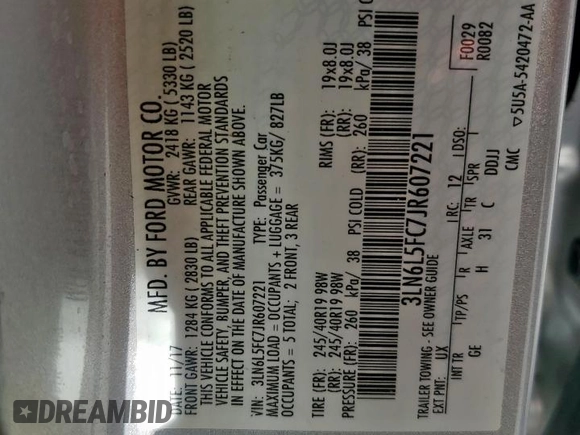 MFD. BY FORD MOTOR CO.
DATE: 11/17 GVWR: 2418 KG ( 5330 LB)
FRONT GAWR: 1284 KG (2830 LB) REAR GAWR: 1143 KG ( 2520 LB)
THIS VEHICLE CONFORMS TO ALL APPLICABLE FEDERAL MOTOR
VEHICLE SAFETY, BUMPER, AND THEFT PREVENTION STANDARDS
IN EFFECT ON THE DATE OF MANUFACTURE SHOWN ABOVE.
VIN: 3LN6L5FC7JR607221 TYPE: Passenger Car
MAXIMUM LOAD = OCCUPANTS + LUGGAGE = 375KG/ 827LB
OCCUPANTS = 5 TOTAL; 2 FRONT, 3 REAR
TIRE (FR): 245/40R19 98W RIMS (FR): 19x8.0J
(RR): 245/40R19 98W (RR): 19x8.0J
PRESSURE (FR): 260 kPa/ 38 PSI COLD (RR): 260 kPa/ 38 PSI COLD
3LN6L5FC7JR607221
TRAILER TOWING - SEE OWNER GUIDE
F0029
R0082
EXT PNT: UX RC: 12 DSO:
INT TR TP/PS R AXLE TR SPR
GE H 31 C DDJJ
CMC ▽5U5A-5420472-AA
DREAMBID